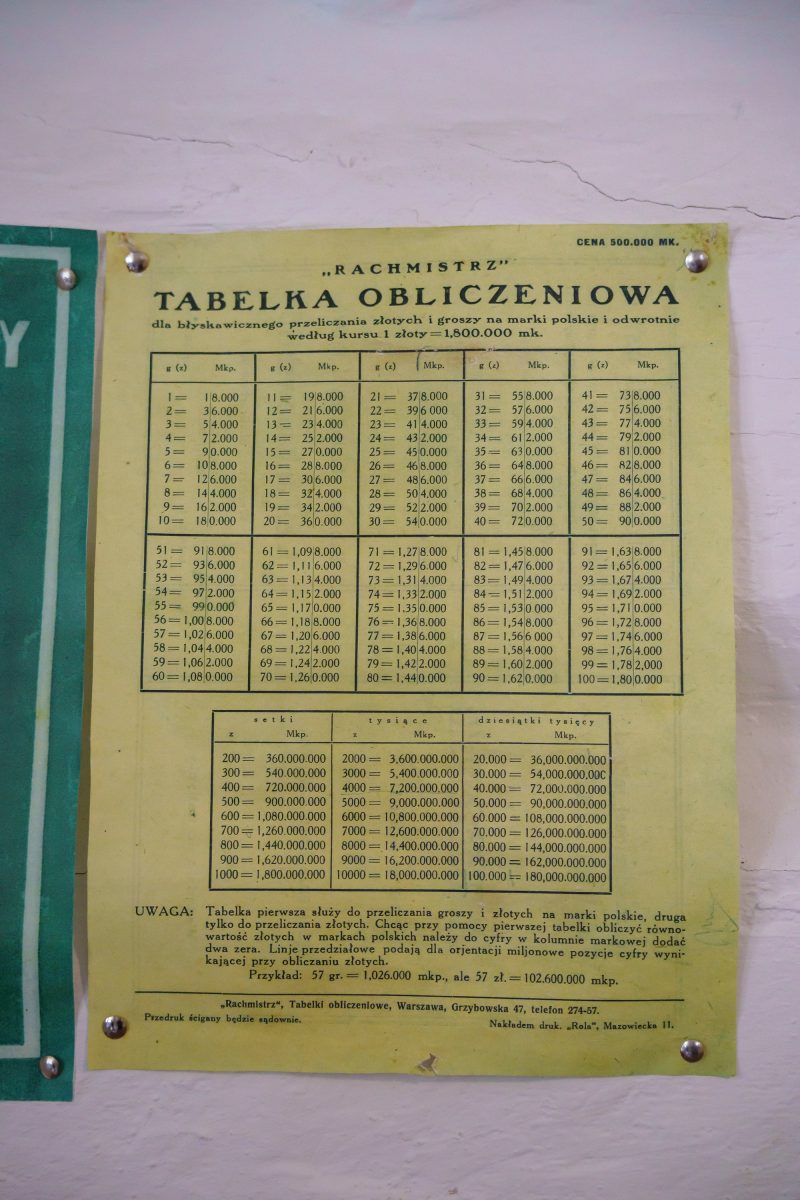 Y
CENA 500.000 MK.
„RACHMISTRZ"
TABELKA OBLICZENIOWA
dla błyskawicznego przeliczania złotych i groszy na marki polskie i odwrotnie
według kursu 1 złoty = 1,800.000 mk.
g (z) Mkp. g (z) Mkp. g (z) Mkp. g (z) Mkp. g (z) Mkp.
1 = 18.000 11 = 198.000 21 = 378.000 31 = 558.000 41 = 738.000
2 = 36.000 12 = 216.000 22 = 396 000 32 = 576.000 42 = 756.000
3 = 54.000 13 = 234.000 23 = 414.000 33 = 594.000 43 = 774.000
4 = 72.000 14 = 252.000 24 = 432.000 34 = 612.000 44 = 792.000
5 = 90.000 15 = 270.000 25 = 450.000 35 = 630.000 45 = 810.000
6 = 108.000 16 = 288.000 26 = 468.000 36 = 648.000 46 = 828.000
7 = 126.000 17 = 306.000 27 = 486.000 37 = 666.000 47 = 846.000
8 = 144.000 18 = 324.000 28 = 504.000 38 = 684.000 48 = 864.000
9 = 162.000 19 = 342.000 29 = 522.000 39 = 702.000 49 = 882.000
10 = 180.000 20 = 360.000 30 = 540.000 40 = 720.000 50 = 900.000
51 = 918.000 61 = 1,098.000 71 = 1,278.000 81 = 1,458.000 91 = 1,638.000
52 = 936.000 62 = 1,116.000 72 = 1,296.000 82 = 1,476.000 92 = 1,656.000
53 = 954.000 63 = 1,134.000 73 = 1,314.000 83 = 1,494.000 93 = 1,674.000
54 = 972.000 64 = 1,152.000 74 = 1,332.000 84 = 1,512.000 94 = 1,692.000
55 = 990.000 65 = 1,170.000 75 = 1,350.000 85 = 1,530.000 95 = 1,710.000
56 = 1,008.000 66 = 1,188.000 76 = 1,368.000 86 = 1,548.000 96 = 1,728.000
57 = 1,026.000 67 = 1,206.000 77 = 1,386.000 87 = 1,566 000 97 = 1,746.000
58 = 1,044.000 68 = 1,224.000 78 = 1,404.000 88 = 1,584.000 98 = 1,764.000
59 = 1,062.000 69 = 1,242.000 79 = 1,422.000 89 = 1,602.000 99 = 1,782,000
60 = 1,080.000 70 = 1,260.000 80 = 1,440.000 90 = 1,620.000 100 = 1,800.000
setki tysiące dziesiątki tysięcy
z Mkp. z Mkp. z Mkp.
200 = 360.000.000 2000 = 3,600.000.000 20.000 = 36,000.000.000
300 = 540.000.000 3000 = 5,400.000.000 30.000 = 54,000.000.000
400 = 720.000.000 4000 = 7,200.000.000 40.000 = 72,000.000.000
500 = 900.000.000 5000 = 9,000.000.000 50.000 = 90,000.000.000
600 = 1,080.000.000 6000 = 10,800.000.000 60 000 = 108,000.000.000
700 = 1,260.000.000 7000 = 12,600.000.000 70.000 = 126,000.000.000
800 = 1,440.000.000 8000 = 14,400.000.000 80.000 = 144,000.000.000
900 = 1,620.000.000 9000 = 16,200.000.000 90.000 = 162,000.000.000
1000 = 1,800.000.000 10000 = 18,000.000.000 100.000 = 180,000.000.000
UWAGA: Tabelka pierwsza służy do przeliczania groszy i złotych na marki polskie, druga
tylko do przeliczania złotych. Chcąc przy pomocy pierwszej tabelki obliczyć równo-
wartość złotych w markach polskich należy do cyfry w kolumnie markowej dodać
dwa zera. Linje przedziałowe podają dla orjentacji miljonowe pozycje cyfry wyni-
kającej przy obliczaniu złotych.
Przykład: 57 gr. = 1,026.000 mkp., ale 57 zł. = 102.600.000 mkp.
„Rachmistrz", Tabelki obliczeniowe, Warszawa, Grzybowska 47, telefon 274-57.
Przedruk ścigany będzie sądownie.
Nakładem druk. „Rola", Mazowiecka 11.